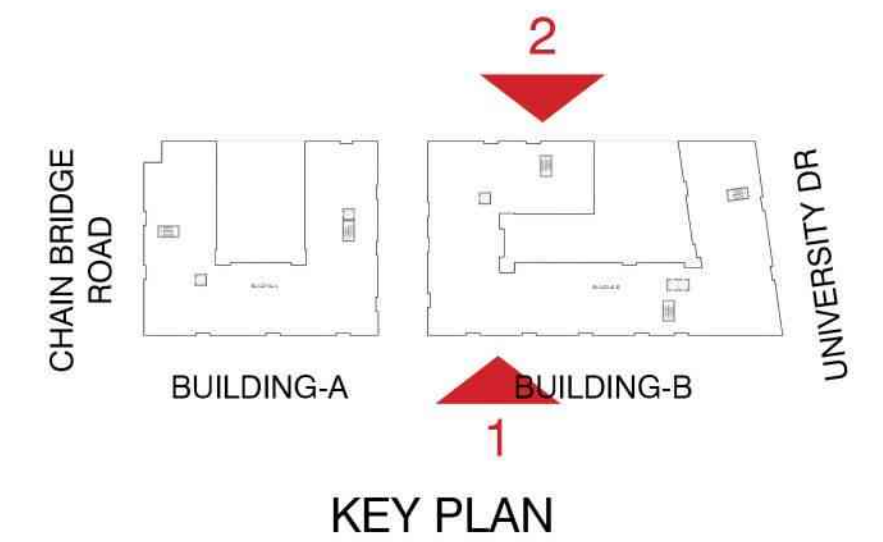 2
CHAIN BRIDGE
ROAD
UNIVERSITY DR
BUILDING-A
BUILDING-B
1
KEY PLAN